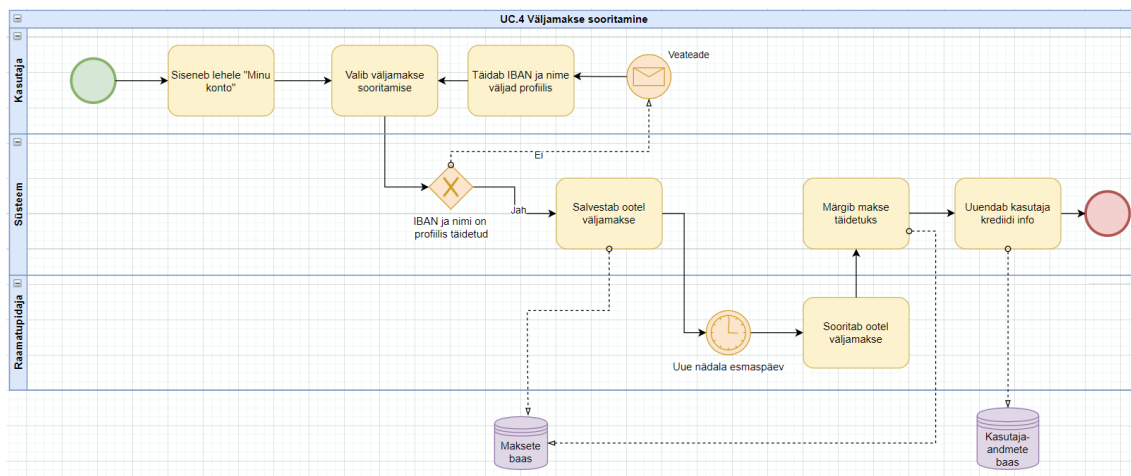 UC.4 Väljamakse sooritamine
Kasutaja
Siseneb lehele "Minu
konto"
Valib väljamakse
sooritamise
Täidab IBAN ja nime
väljad profiilis
Veateade
Süsteem
Ei
IBAN ja nimi on
profiilis täidetud
Jah
Salvestab ootel
väljamakse
Märgib makse
täidetuks
Uuendab kasutaja
krediidi info
Raamatupidaja
Uue nädala esmaspäev
Sooritab ootel
väljamakse
Maksete
baas
Kasutaja-
andmete
baas